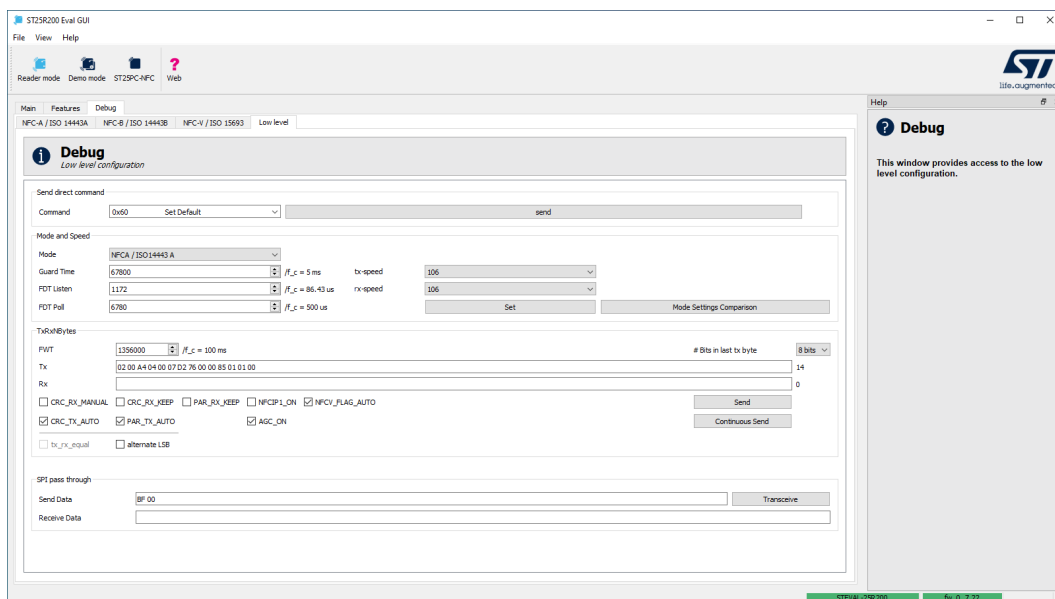 ST25R200 Eval GUI
File View Help
Reader mode Demo mode ST25PC-NFC Web
ST
life.augmented
Main Features Debug
NFC-A / ISO 14443A NFC-B / ISO 14443B NFC-V / ISO 15693 Low level
Debug
Low level configuration
Send direct command
Command 0x60 Set Default send
Mode and Speed
Mode NFCA / ISO14443 A
Guard Time 67800 /f_c = 5 ms tx-speed 106
FDT Listen 1172 /f_c = 86.43 us rx-speed 106
FDT Poll 6780 /f_c = 500 us Set Mode Settings Comparison
TxRxNBytes
FWT 1356000 /f_c = 100 ms # Bits in last tx byte 8 bits
Tx 02 00 A4 04 00 07 D2 76 00 00 85 01 01 00 14
Rx 0
CRC_RX_MANUAL CRC_RX_KEEP PAR_RX_KEEP NFCIP1_ON NFCV_FLAG_AUTO Send
CRC_TX_AUTO PAR_TX_AUTO AGC_ON Continuous Send
tx_rx_equal alternate LSB
SPI pass through
Send Data BF 00 Transceive
Receive Data
Help
? Debug
This window provides access to the low
level configuration.
STEVAL-25R200 fw 0.7.22